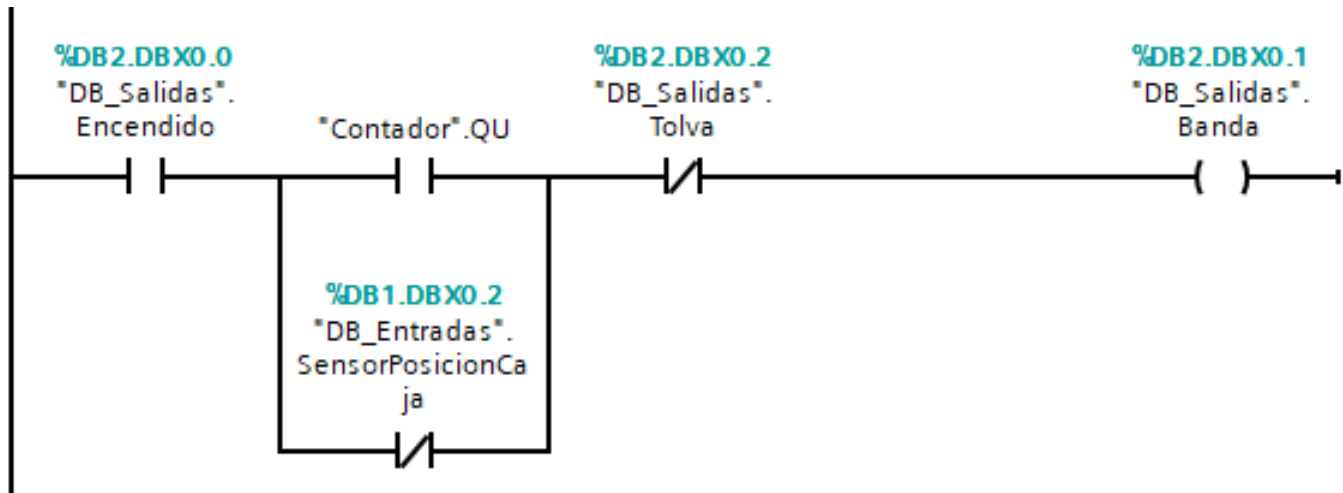 %DB2.DBX0.0
"DB_Salidas".
Encendido
"Contador".QU
%DB2.DBX0.2
"DB_Salidas".
Tolva
%DB2.DBX0.1
"DB_Salidas".
Banda
%DB1.DBX0.2
"DB_Entradas".
SensorPosicionCa
ja